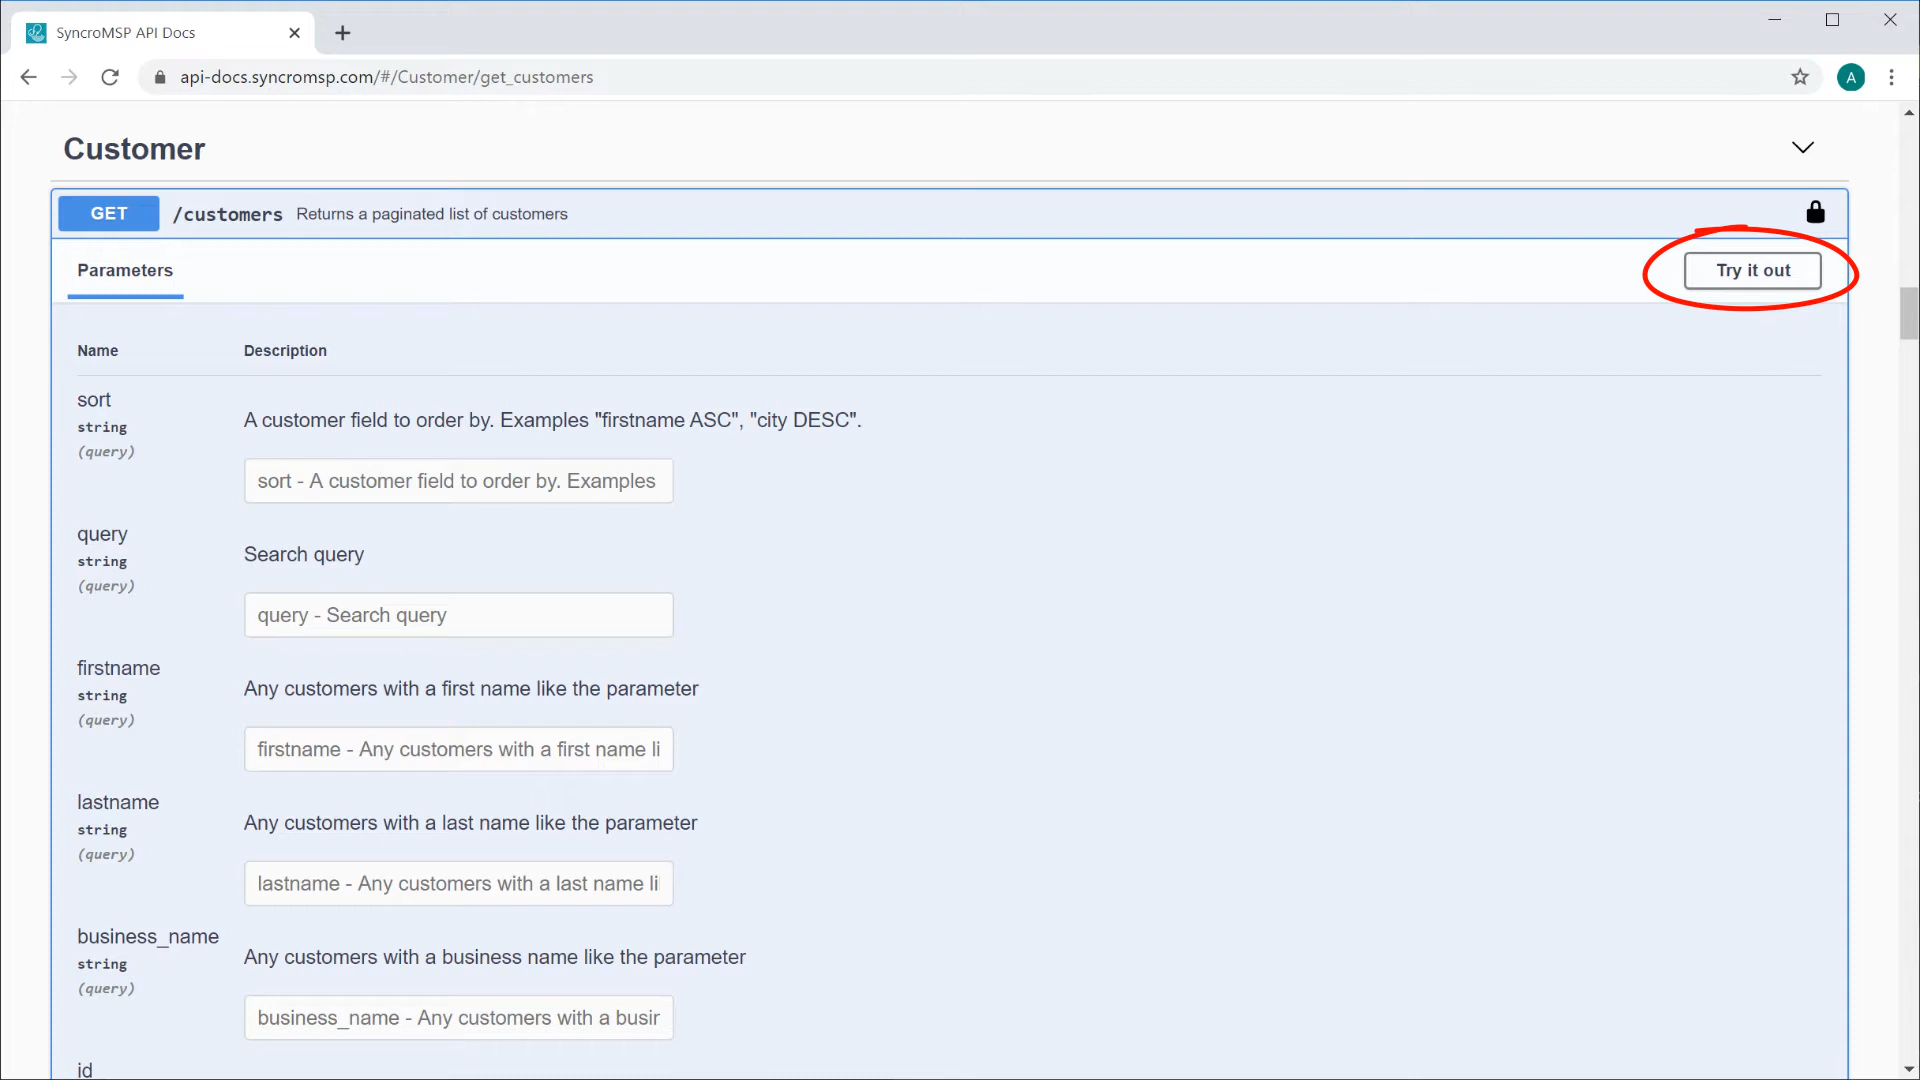 SyncroMSP API Docs
api-docs.syncromsp.com/#/Customer/get_customers
A
Customer
GET /customers Returns a paginated list of customers
Parameters
Try it out
Name Description
sort
string
(query)
A customer field to order by. Examples "firstname ASC", "city DESC".
sort - A customer field to order by. Examples
query
string
(query)
Search query
query - Search query
firstname
string
(query)
Any customers with a first name like the parameter
firstname - Any customers with a first name li
lastname
string
(query)
Any customers with a last name like the parameter
lastname - Any customers with a last name li
business_name
string
(query)
Any customers with a business name like the parameter
business_name - Any customers with a busin
id